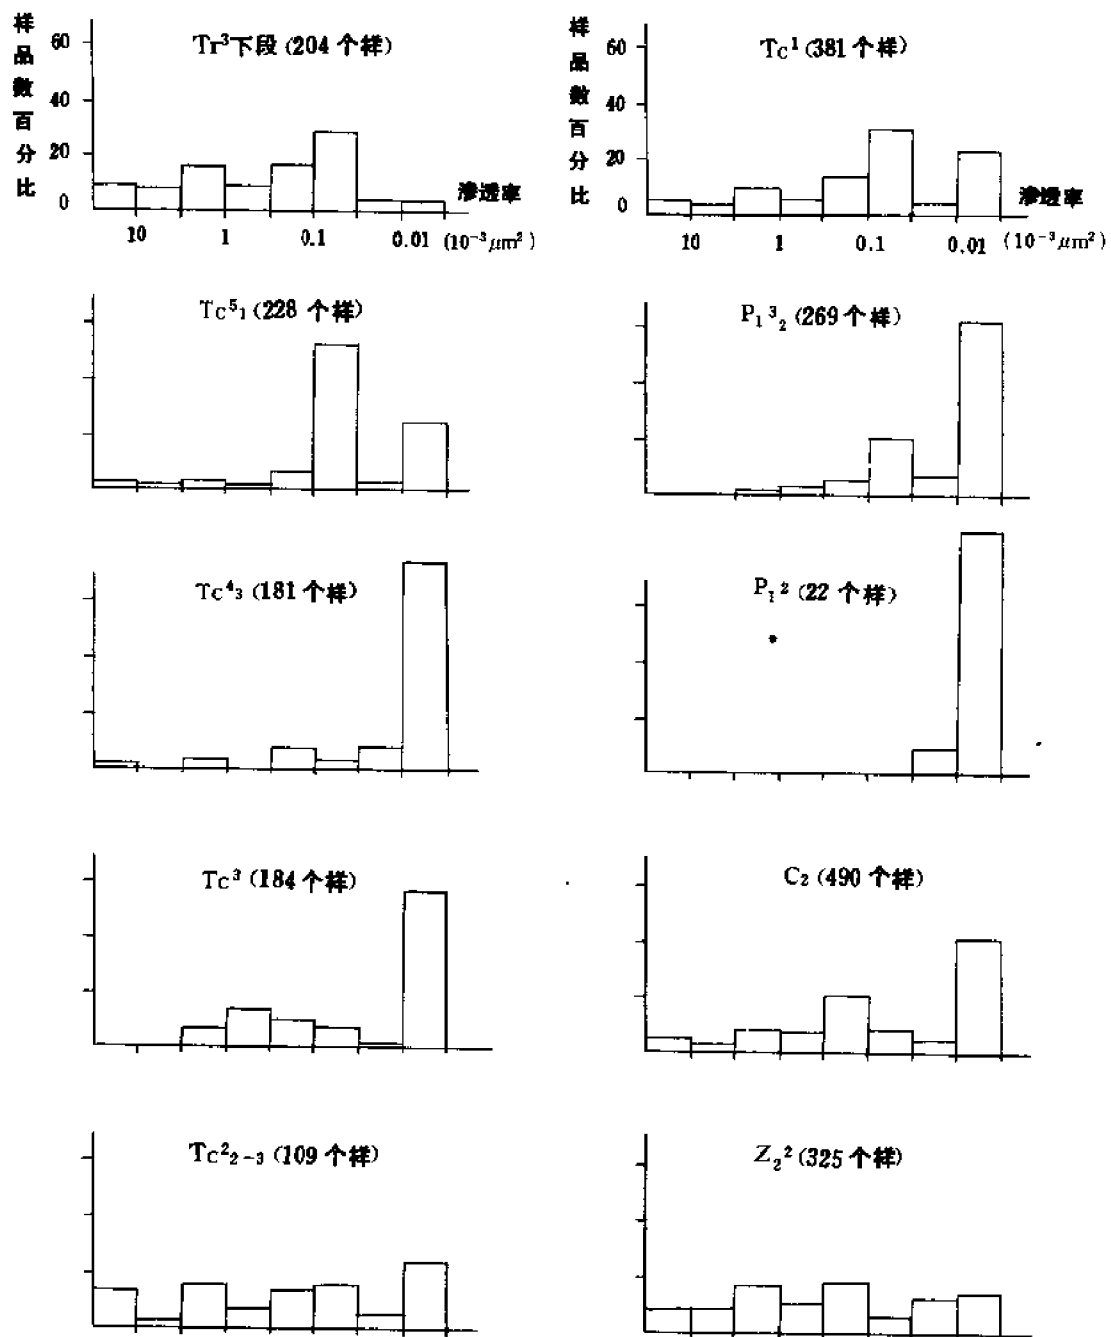 样品数百分比
60
40
20
0
Tr³下段 (204 个样)
渗透率
10 1 0.1 0.01 (10⁻³μm²)
样品数百分比
60
40
20
0
Tc¹ (381 个样)
渗透率
10 1 0.1 0.01 (10⁻³μm²)
Tc⁵₁ (228 个样)
P₁³₂ (269 个样)
Tc⁴₃ (181 个样)
P₁² (22 个样)
Tc³ (184 个样)
C₂ (490 个样)
Tc²₂₋₃ (109 个样)
Z₂² (325 个样)